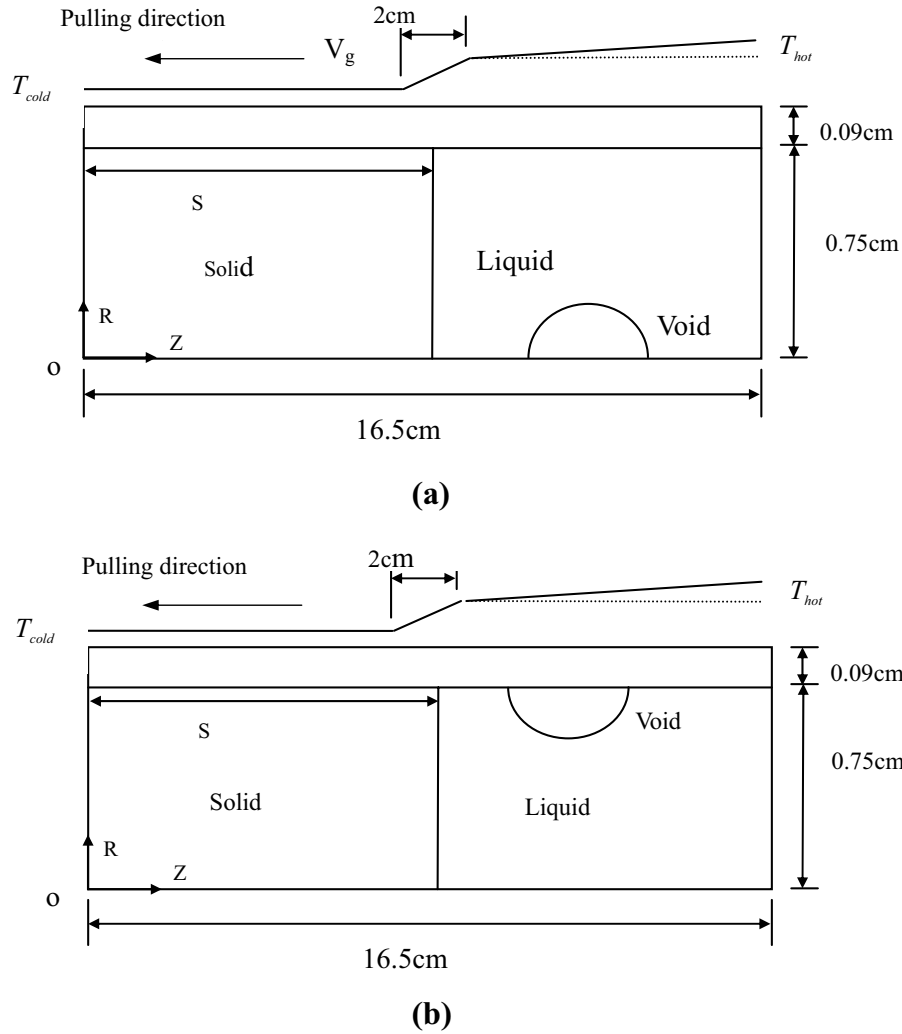 2cm
Pulling direction
V_g
T_hot
T_cold
0.09cm
S
0.75cm
Liquid
Solid
Void
R
Z
o
16.5cm
(a)
2cm
Pulling direction
T_hot
T_cold
0.09cm
Void
S
0.75cm
Solid
Liquid
R
Z
o
16.5cm
(b)